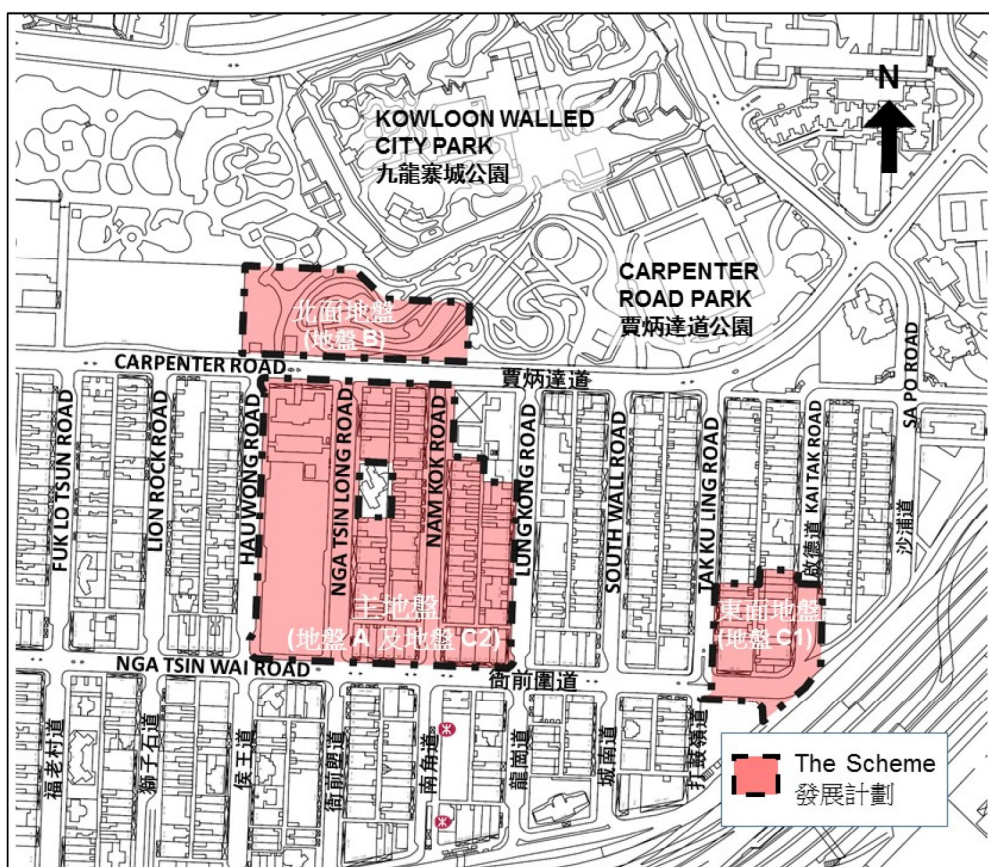 N
KOWLOON WALLED
CITY PARK
九龍寨城公園
CARPENTER
ROAD PARK
賈炳達道公園
北面地盤
(地盤 B)
CARPENTER ROAD
賈炳達道
FUK LO TSUN ROAD
LION ROCK ROAD
HAU WONG ROAD
NGA TSIN LONG ROAD
NAM KOK ROAD
LUNG KONG ROAD
SOUTH WALL ROAD
TAK KU LING ROAD
啟德道 KAI TAK ROAD
SA PO ROAD
沙浦道
主地盤
(地盤 A 及地盤 C2)
東面地盤
(地盤 C1)
NGA TSIN WAI ROAD
衙前圍道
福老村道
獅子石道
侯王道
衙前塱道
南角道
龍崗道
城南道
打鼓嶺道
The Scheme
發展計劃